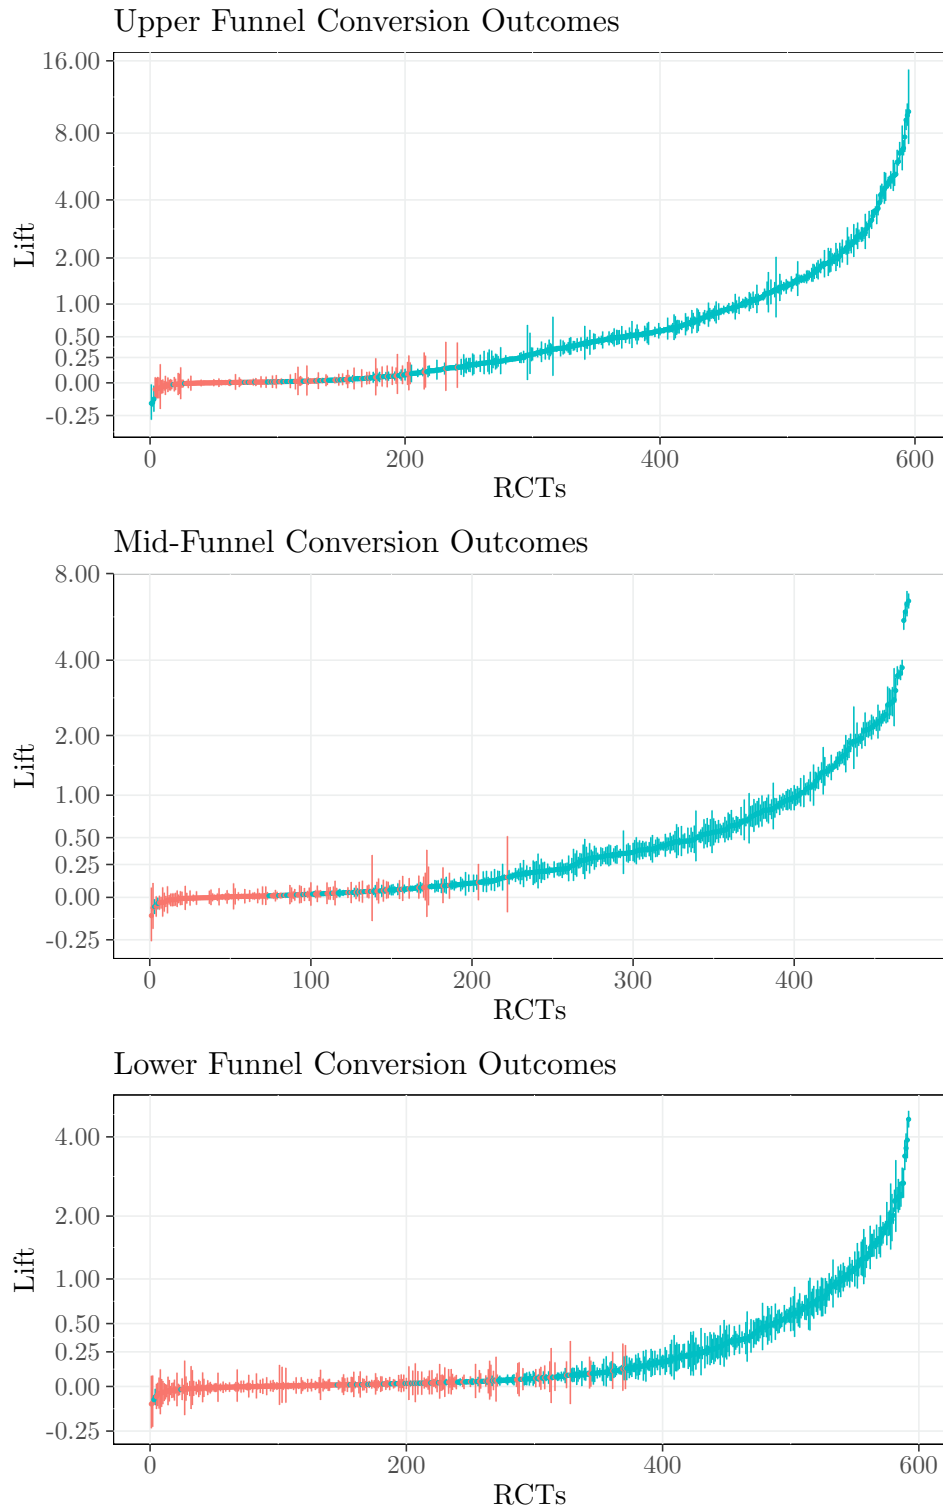 Upper Funnel Conversion Outcomes
16.00
8.00
4.00
2.00
1.00
0.50
0.25
0.00
-0.25
Lift
0 200 400 600
RCTs
Mid-Funnel Conversion Outcomes
8.00
4.00
2.00
1.00
0.50
0.25
0.00
-0.25
Lift
0 100 200 300 400
RCTs
Lower Funnel Conversion Outcomes
4.00
2.00
1.00
0.50
0.25
0.00
-0.25
Lift
0 200 400 600
RCTs